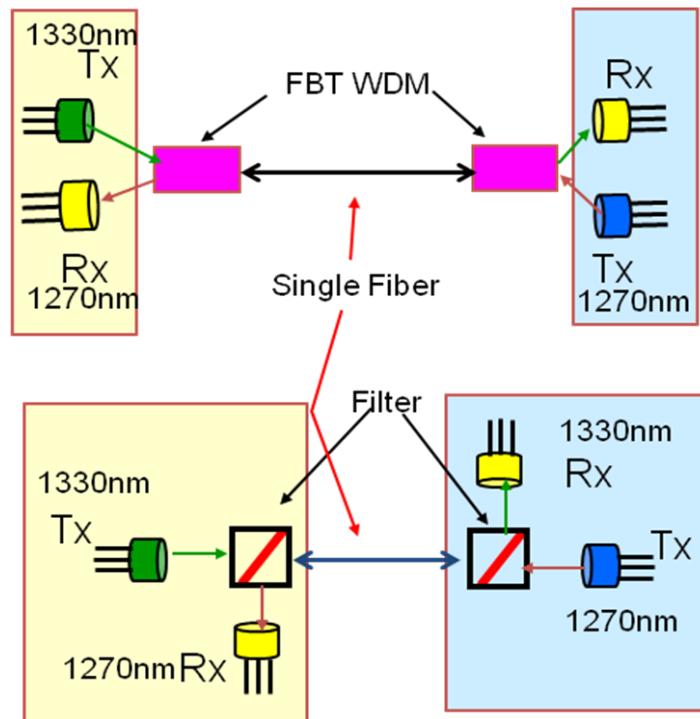 1330nm
Tx
FBT WDM
Rx
Rx
1270nm
Single Fiber
Tx
1270nm
Filter
1330nm
Rx
1330nm
Tx
Tx
1270nm
1270nm Rx